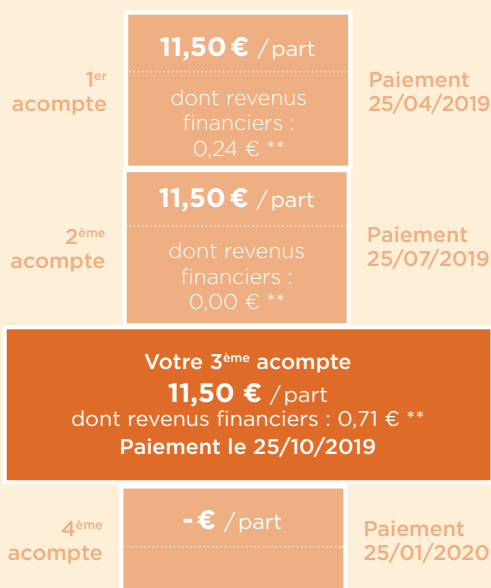 11,50 € / part
1er
acompte
dont revenus
financiers :
0,24 € **
Paiement
25/04/2019
11,50 € / part
2ème
acompte
dont revenus
financiers :
0,00 € **
Paiement
25/07/2019
Votre 3ème acompte
11,50 € / part
dont revenus financiers : 0,71 € **
Paiement le 25/10/2019
4ème
acompte
- € / part
Paiement
25/01/2020